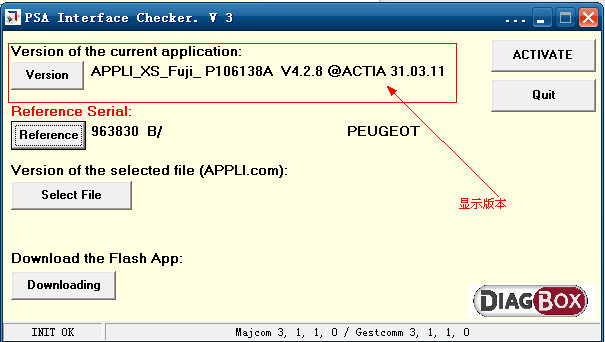 PSA Interface Checker. V 3
Version of the current application:
Version APPLI_XS_Fuji_ P106138A V4.2.8 @ACTIA 31.03.11
ACTIVATE
Quit
Reference Serial:
Reference 963830 B/ PEUGEOT
Version of the selected file (APPLI.com):
Select File
显示版本
Download the Flash App:
Downloading
DIAGBOX
INIT OK Majcom 3, 1, 1, 0 / Gestcomm 3, 1, 1, 0